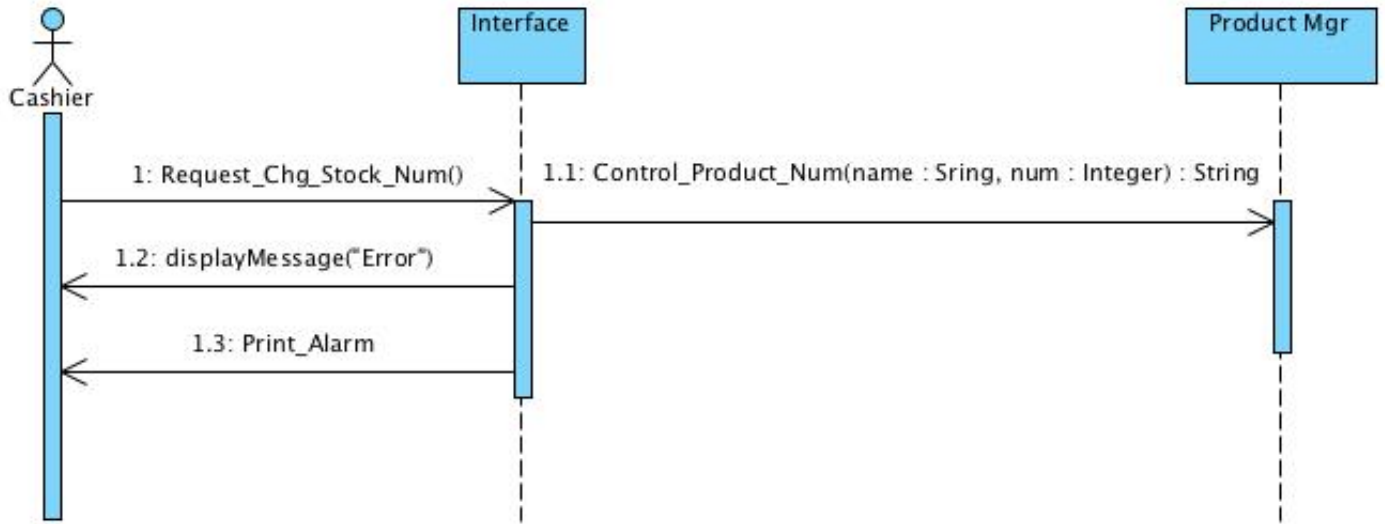 Interface
Product Mgr
Cashier
1: Request_Chg_Stock_Num()
1.1: Control_Product_Num(name : Sring, num : Integer) : String
1.2: displayMessage("Error")
1.3: Print_Alarm